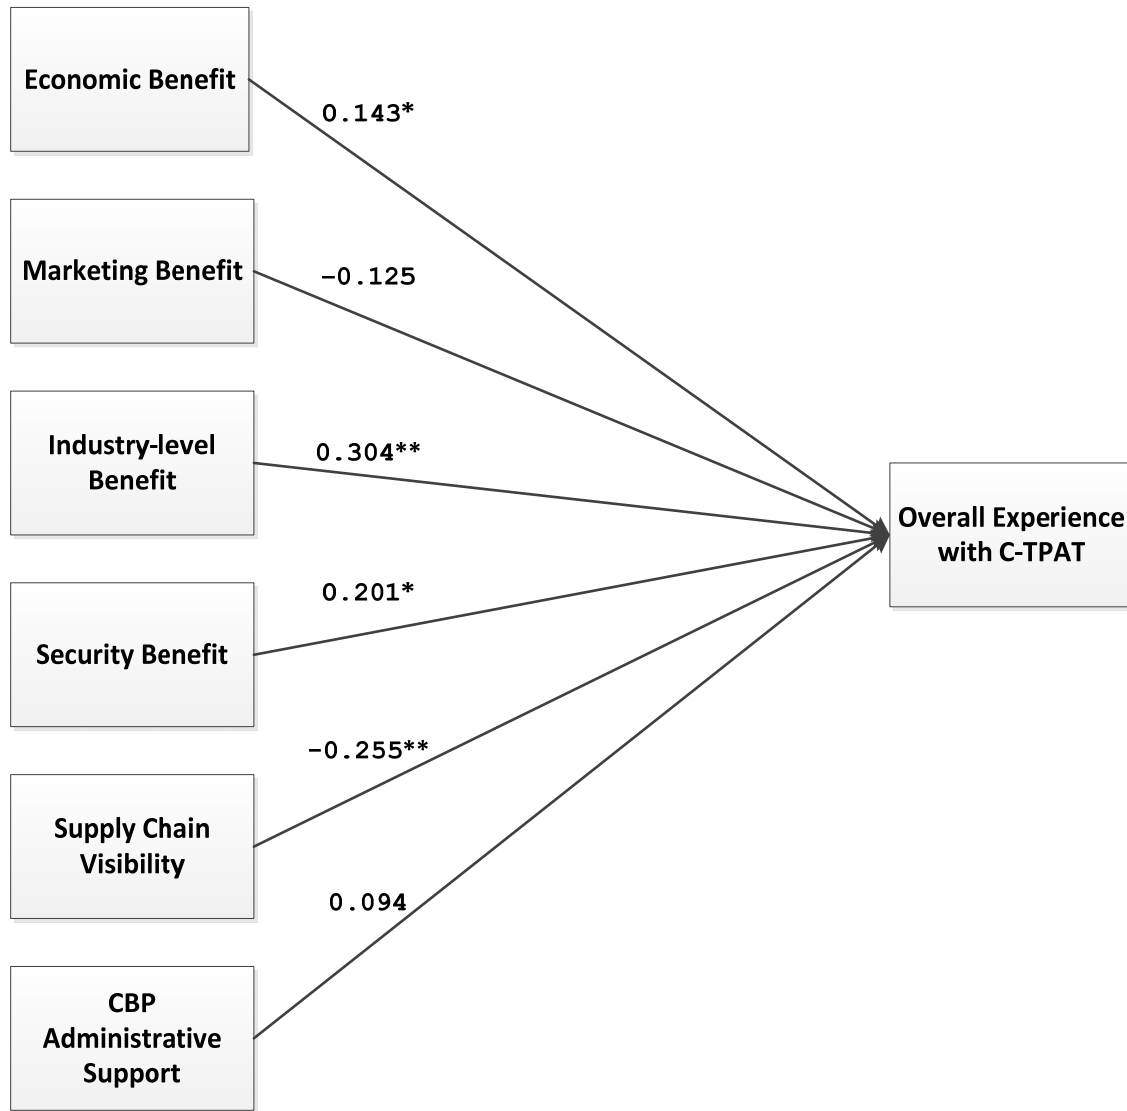 Economic Benefit
0.143*
Marketing Benefit
-0.125
Industry-level
Benefit
0.304**
Security Benefit
0.201*
Supply Chain
Visibility
-0.255**
CBP
Administrative
Support
0.094
Overall Experience
with C-TPAT